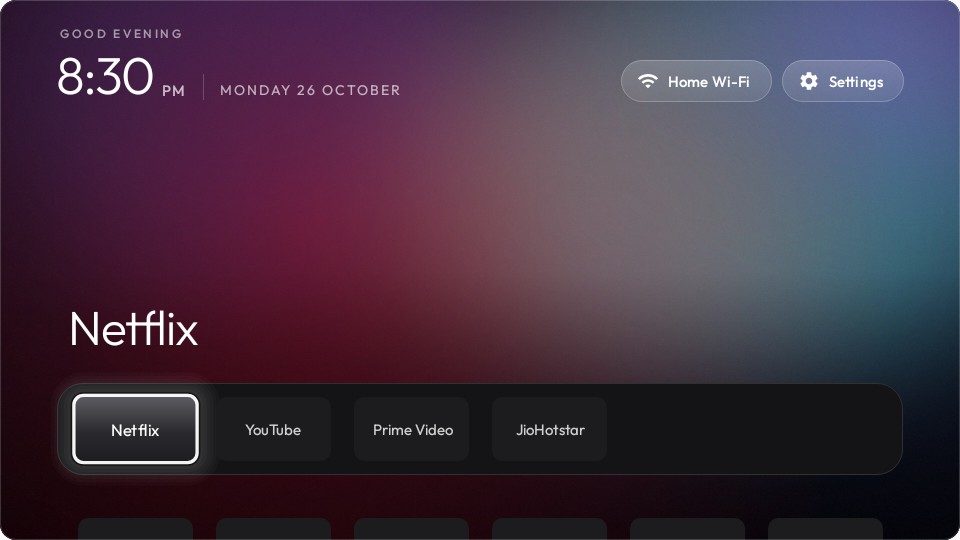 GOOD EVENING
8:30 PM
MONDAY 26 OCTOBER
Home Wi-Fi
Settings
Netflix
Netflix
YouTube
Prime Video
JioHotstar